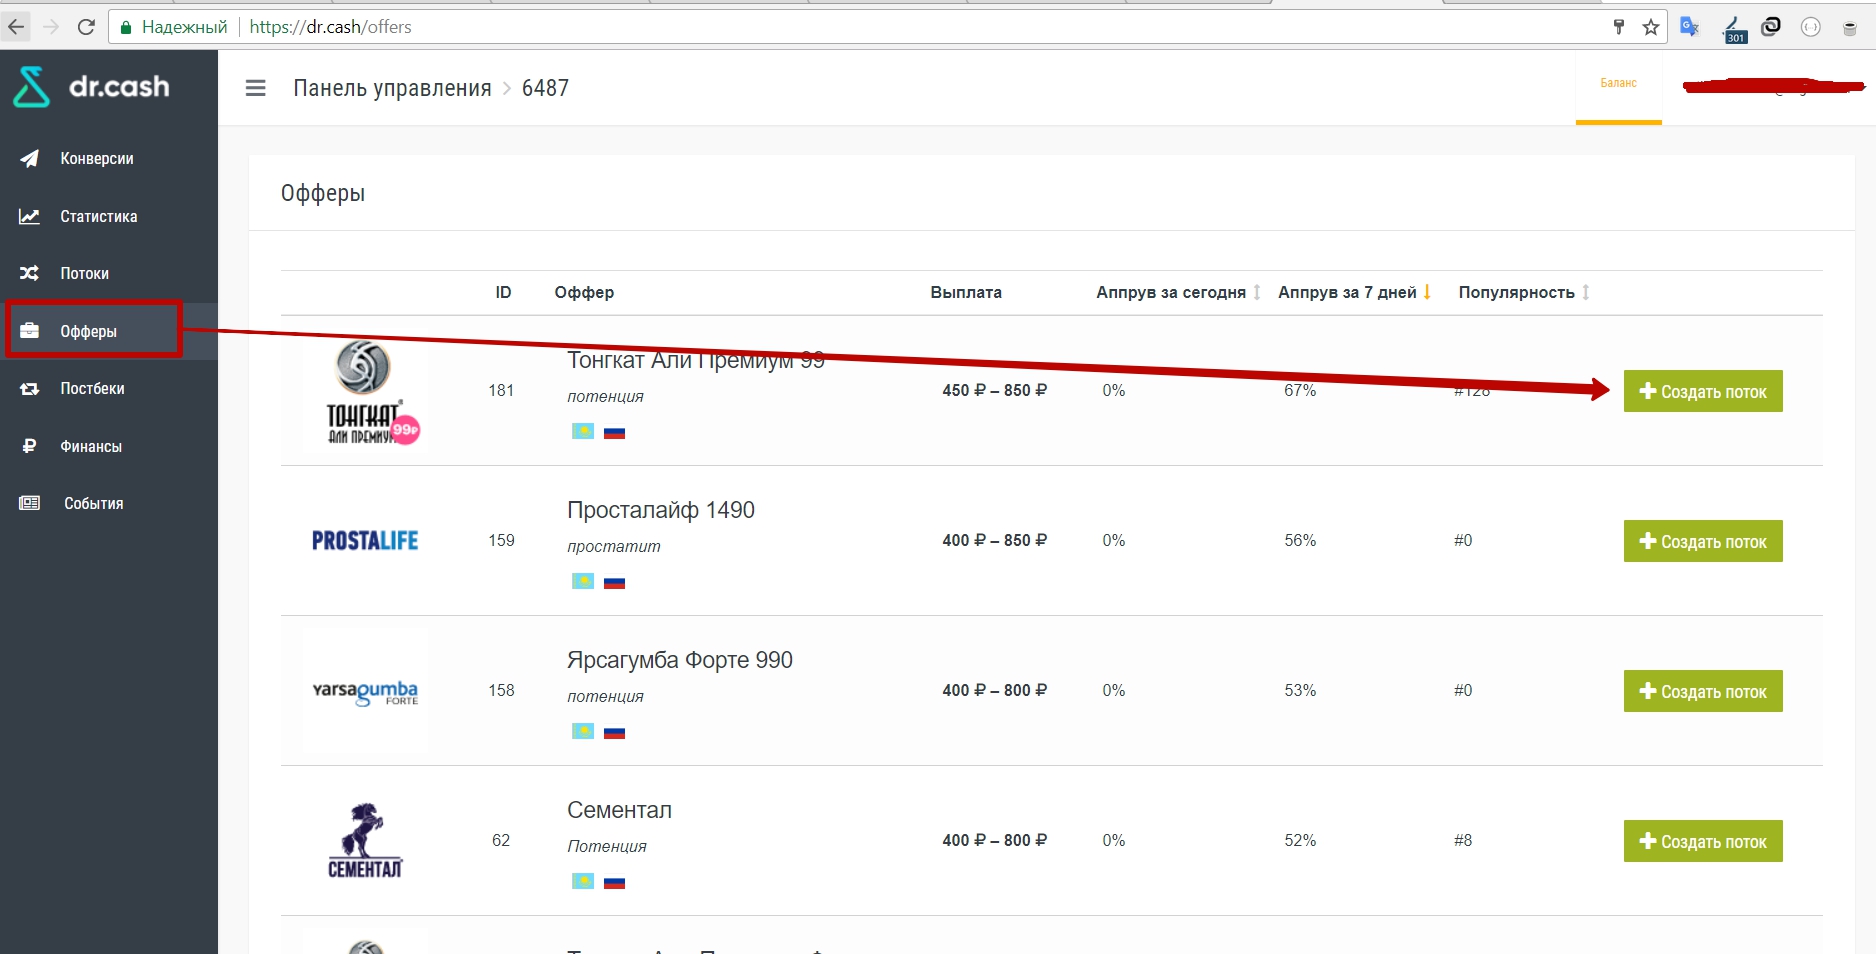 Надежный https://dr.cash/offers
301
dr.cash
Панель управления > 6487
Баланс
Конверсии
Статистика
Потоки
Офферы
Постбеки
Финансы
События
Офферы
ID Оффер Выплата Аппрув за сегодня Аппрув за 7 дней Популярность
ТОНГКАТ®
АЛИ ПРЕМИУМ
99₽
181
Тонгкат Али Премиум 99
потенция
450 ₽ – 850 ₽ 0% 67% #128
Создать поток
PROSTALIFE
159
Просталайф 1490
простатит
400 ₽ – 850 ₽ 0% 56% #0
Создать поток
yarsagumba
FORTE
158
Ярсагумба Форте 990
потенция
400 ₽ – 800 ₽ 0% 53% #0
Создать поток
СЕМЕНТАЛ
62
Сементал
Потенция
400 ₽ – 800 ₽ 0% 52% #8
Создать поток